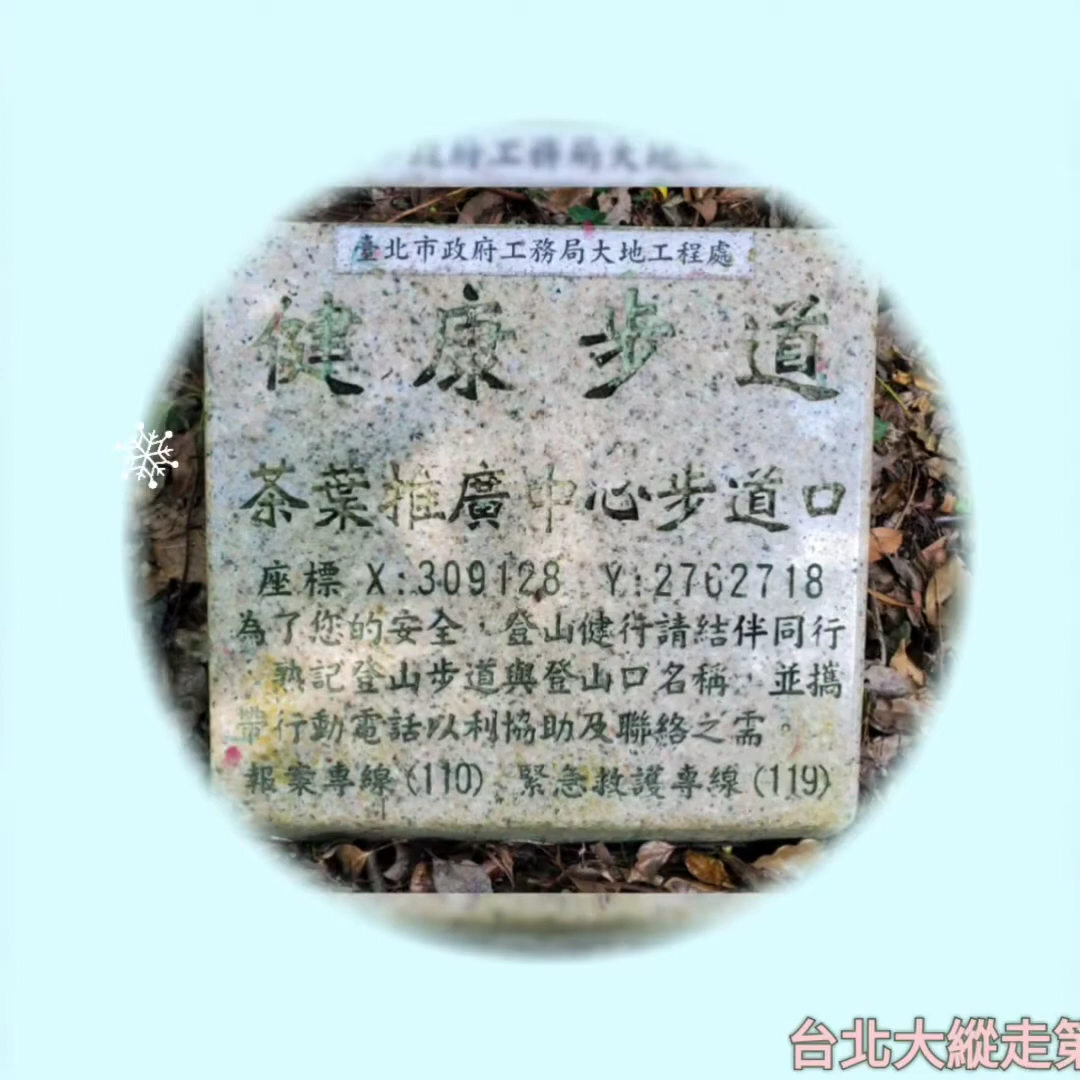 臺北市政府工務局大地工程處
健康步道
茶葉推廣中心步道口
座標 X:309128 Y:2762718
為了您的安全，登山健行請結伴同行
熟記登山步道與登山口名稱，並攜
帶行動電話以利協助及聯絡之需。
報案專線(110) 緊急救護專線(119)
台北大縱走第